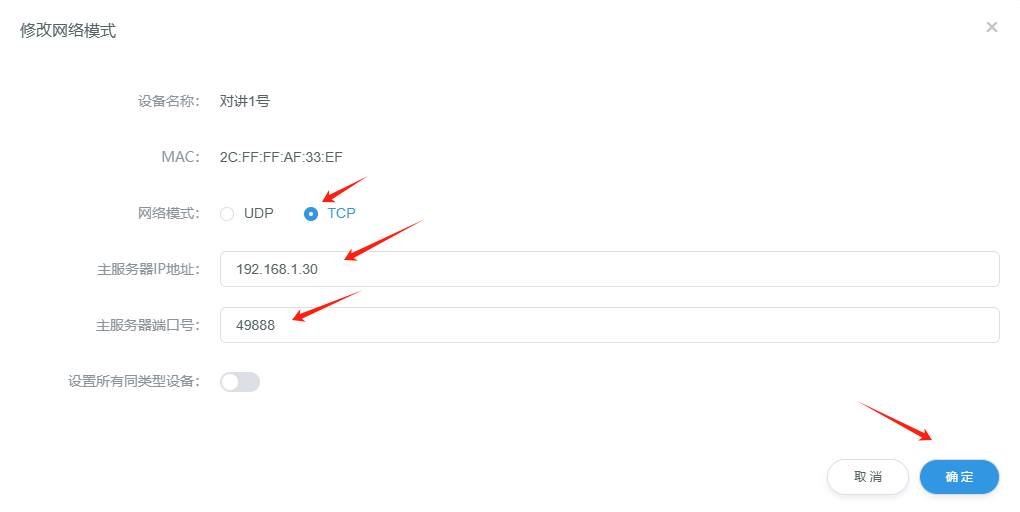 修改网络模式
设备名称： 对讲1号
MAC： 2C:FF:FF:AF:33:EF
网络模式： UDP TCP
主服务器IP地址： 192.168.1.30
主服务器端口号： 49888
设置所有同类型设备：
取消 确定